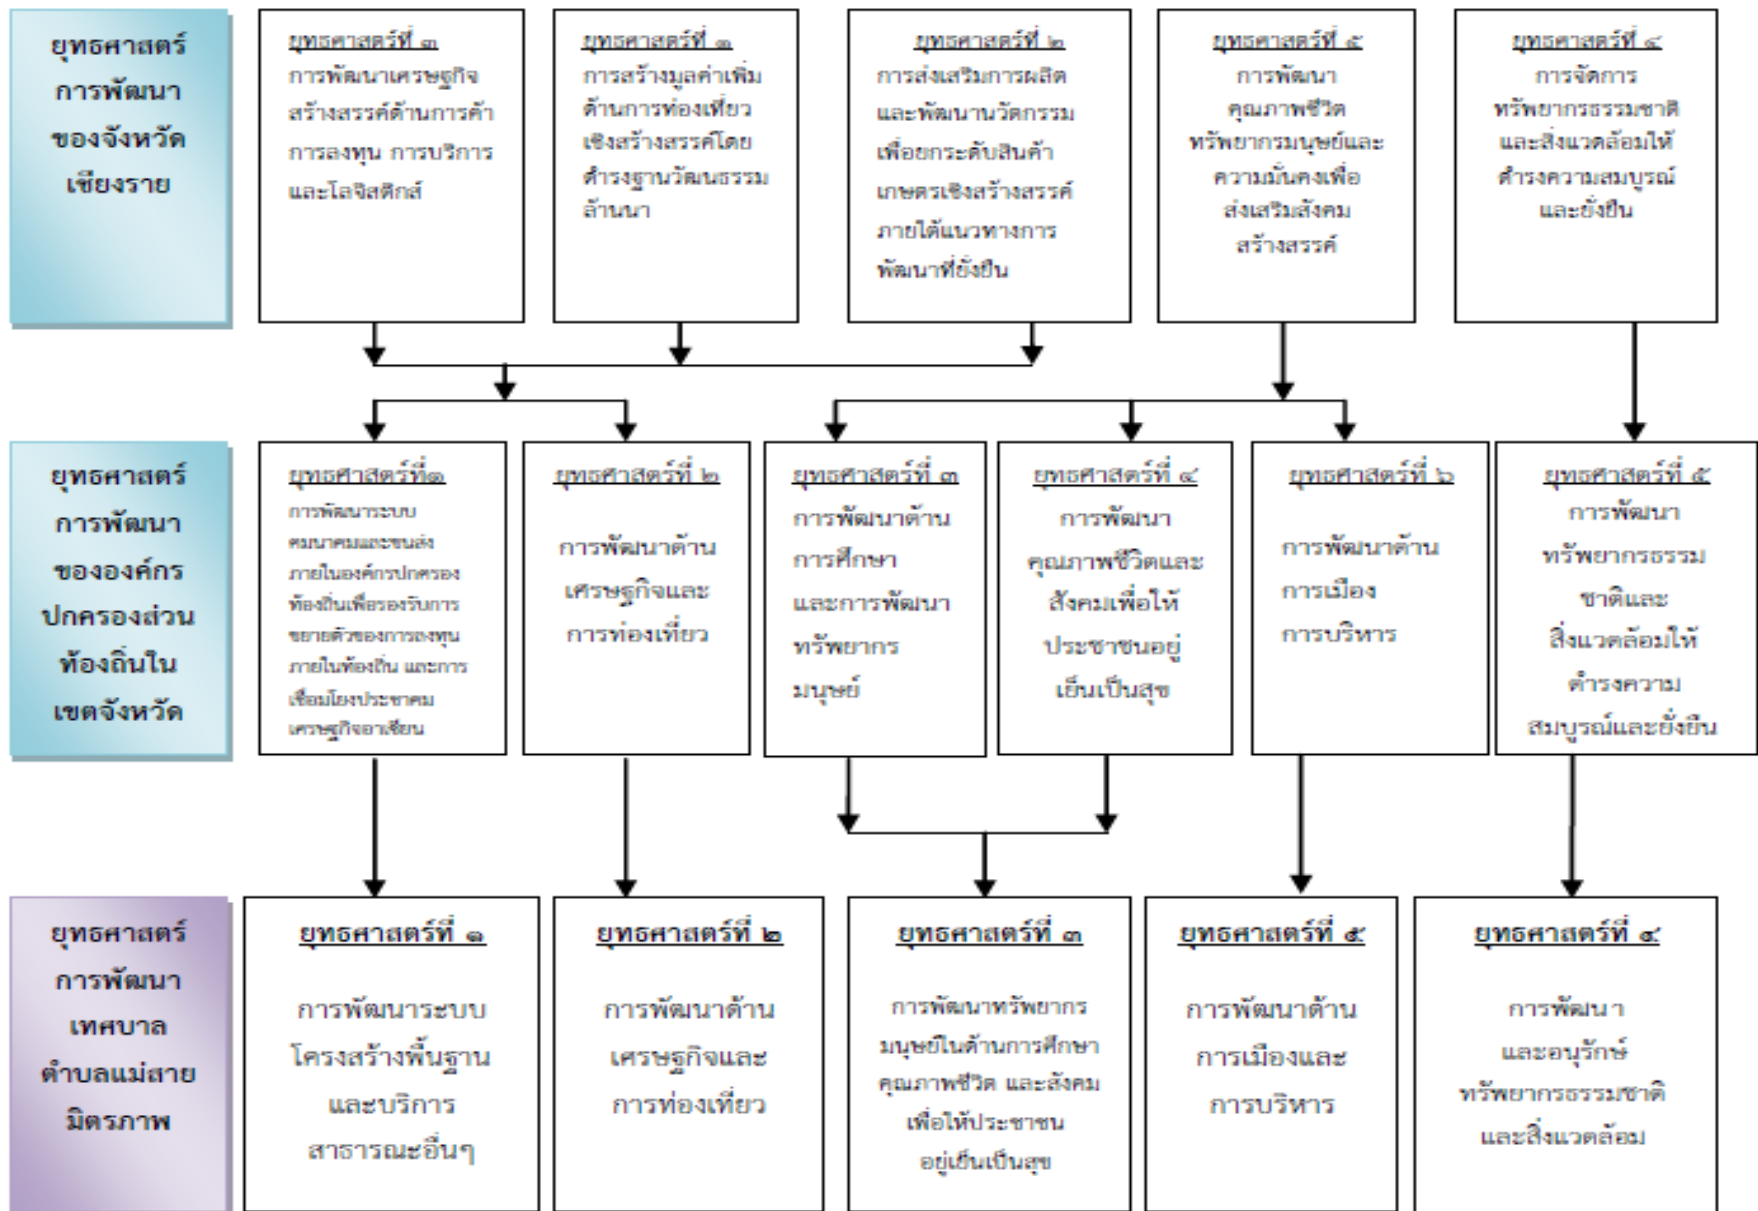 ยุทธศาสตร์
การพัฒนา
ของจังหวัด
เชียงราย
ยุทธศาสตร์ที่ ๓
การพัฒนาเศรษฐกิจ
สร้างสรรค์ด้านการค้า
การลงทุน การบริการ
และโลจิสติกส์
ยุทธศาสตร์ที่ ๑
การสร้างมูลค่าเพิ่ม
ด้านการท่องเที่ยว
เชิงสร้างสรรค์โดย
ดำรงฐานวัฒนธรรม
ล้านนา
ยุทธศาสตร์ที่ ๒
การส่งเสริมการผลิต
และพัฒนานวัตกรรม
เพื่อยกระดับสินค้า
เกษตรเชิงสร้างสรรค์
ภายใต้แนวทางการ
พัฒนาที่ยั่งยืน
ยุทธศาสตร์ที่ ๕
การพัฒนา
คุณภาพชีวิต
ทรัพยากรมนุษย์และ
ความมั่นคงเพื่อ
ส่งเสริมสังคม
สร้างสรรค์
ยุทธศาสตร์ที่ ๔
การจัดการ
ทรัพยากรธรรมชาติ
และสิ่งแวดล้อมให้
ดำรงความสมบูรณ์
และยั่งยืน
ยุทธศาสตร์
การพัฒนา
ขององค์กร
ปกครองส่วน
ท้องถิ่นใน
เขตจังหวัด
ยุทธศาสตร์ที่๑
การพัฒนาระบบ
คมนาคมและขนส่ง
ภายในองค์กรปกครอง
ท้องถิ่นเพื่อรองรับการ
ขยายตัวของการลงทุน
ภายในท้องถิ่น และการ
เชื่อมโยงประชาคม
เศรษฐกิจอาเซียน
ยุทธศาสตร์ที่ ๒
การพัฒนาด้าน
เศรษฐกิจและ
การท่องเที่ยว
ยุทธศาสตร์ที่ ๓
การพัฒนาด้าน
การศึกษา
และการพัฒนา
ทรัพยากร
มนุษย์
ยุทธศาสตร์ที่ ๔
การพัฒนา
คุณภาพชีวิตและ
สังคมเพื่อให้
ประชาชนอยู่
เย็นเป็นสุข
ยุทธศาสตร์ที่ ๖
การพัฒนาด้าน
การเมือง
การบริหาร
ยุทธศาสตร์ที่ ๕
การพัฒนา
ทรัพยากรธรรม
ชาติและ
สิ่งแวดล้อมให้
ดำรงความ
สมบูรณ์และยั่งยืน
ยุทธศาสตร์
การพัฒนา
เทศบาล
ตำบลแม่สาย
มิตรภาพ
ยุทธศาสตร์ที่ ๑
การพัฒนาระบบ
โครงสร้างพื้นฐาน
และบริการ
สาธารณะอื่นๆ
ยุทธศาสตร์ที่ ๒
การพัฒนาด้าน
เศรษฐกิจและ
การท่องเที่ยว
ยุทธศาสตร์ที่ ๓
การพัฒนาทรัพยากร
มนุษย์ในด้านการศึกษา
คุณภาพชีวิต และสังคม
เพื่อให้ประชาชน
อยู่เย็นเป็นสุข
ยุทธศาสตร์ที่ ๕
การพัฒนาด้าน
การเมืองและ
การบริหาร
ยุทธศาสตร์ที่ ๔
การพัฒนา
และอนุรักษ์
ทรัพยากรธรรมชาติ
และสิ่งแวดล้อม